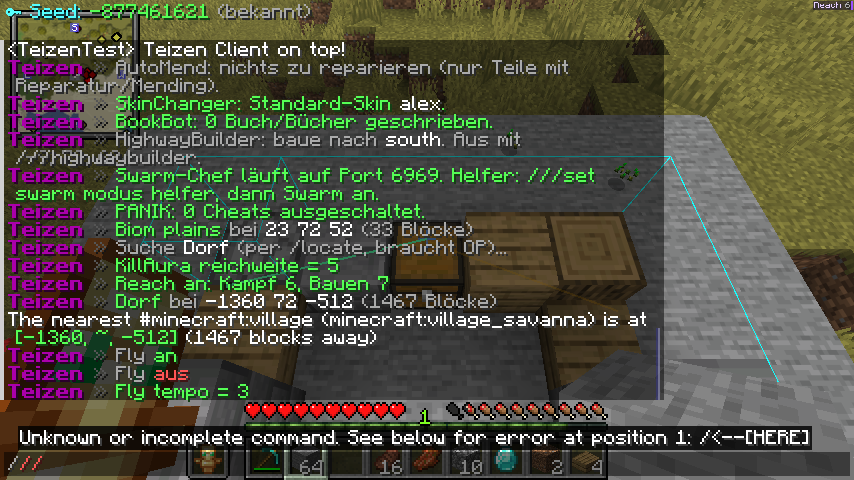 Seed: -877461621 (bekannt)
Reach 6
<TeizenTest> Teizen Client on top!
Teizen » AutoMend: nichts zu reparieren (nur Teile mit
Reparatur/Mending).
Teizen » SkinChanger: Standard-Skin alex.
Teizen » BookBot: 0 Buch/Bücher geschrieben.
Teizen » HighwayBuilder: baue nach south. Aus mit
///highwaybuilder.
Teizen » Swarm-Chef läuft auf Port 6969. Helfer: ///set
swarm modus helfer, dann Swarm an.
Teizen » PANIK: 0 Cheats ausgeschaltet.
Teizen » Biom plains bei 23 72 52 (33 Blöcke)
Teizen » Suche Dorf (per /locate, braucht OP)...
Teizen » KillAura reichweite = 5
Teizen » Reach an: Kampf 6, Bauen 7
Teizen » Dorf bei -1360 72 -512 (1467 Blöcke)
The nearest #minecraft:village (minecraft:village_savanna) is at
[-1360, ~, -512] (1467 blocks away)
Teizen » Fly an
Teizen » Fly aus
Teizen » Fly tempo = 3
1
Unknown or incomplete command. See below for error at position 1: /<--[HERE]
///
64 16 10 2 4